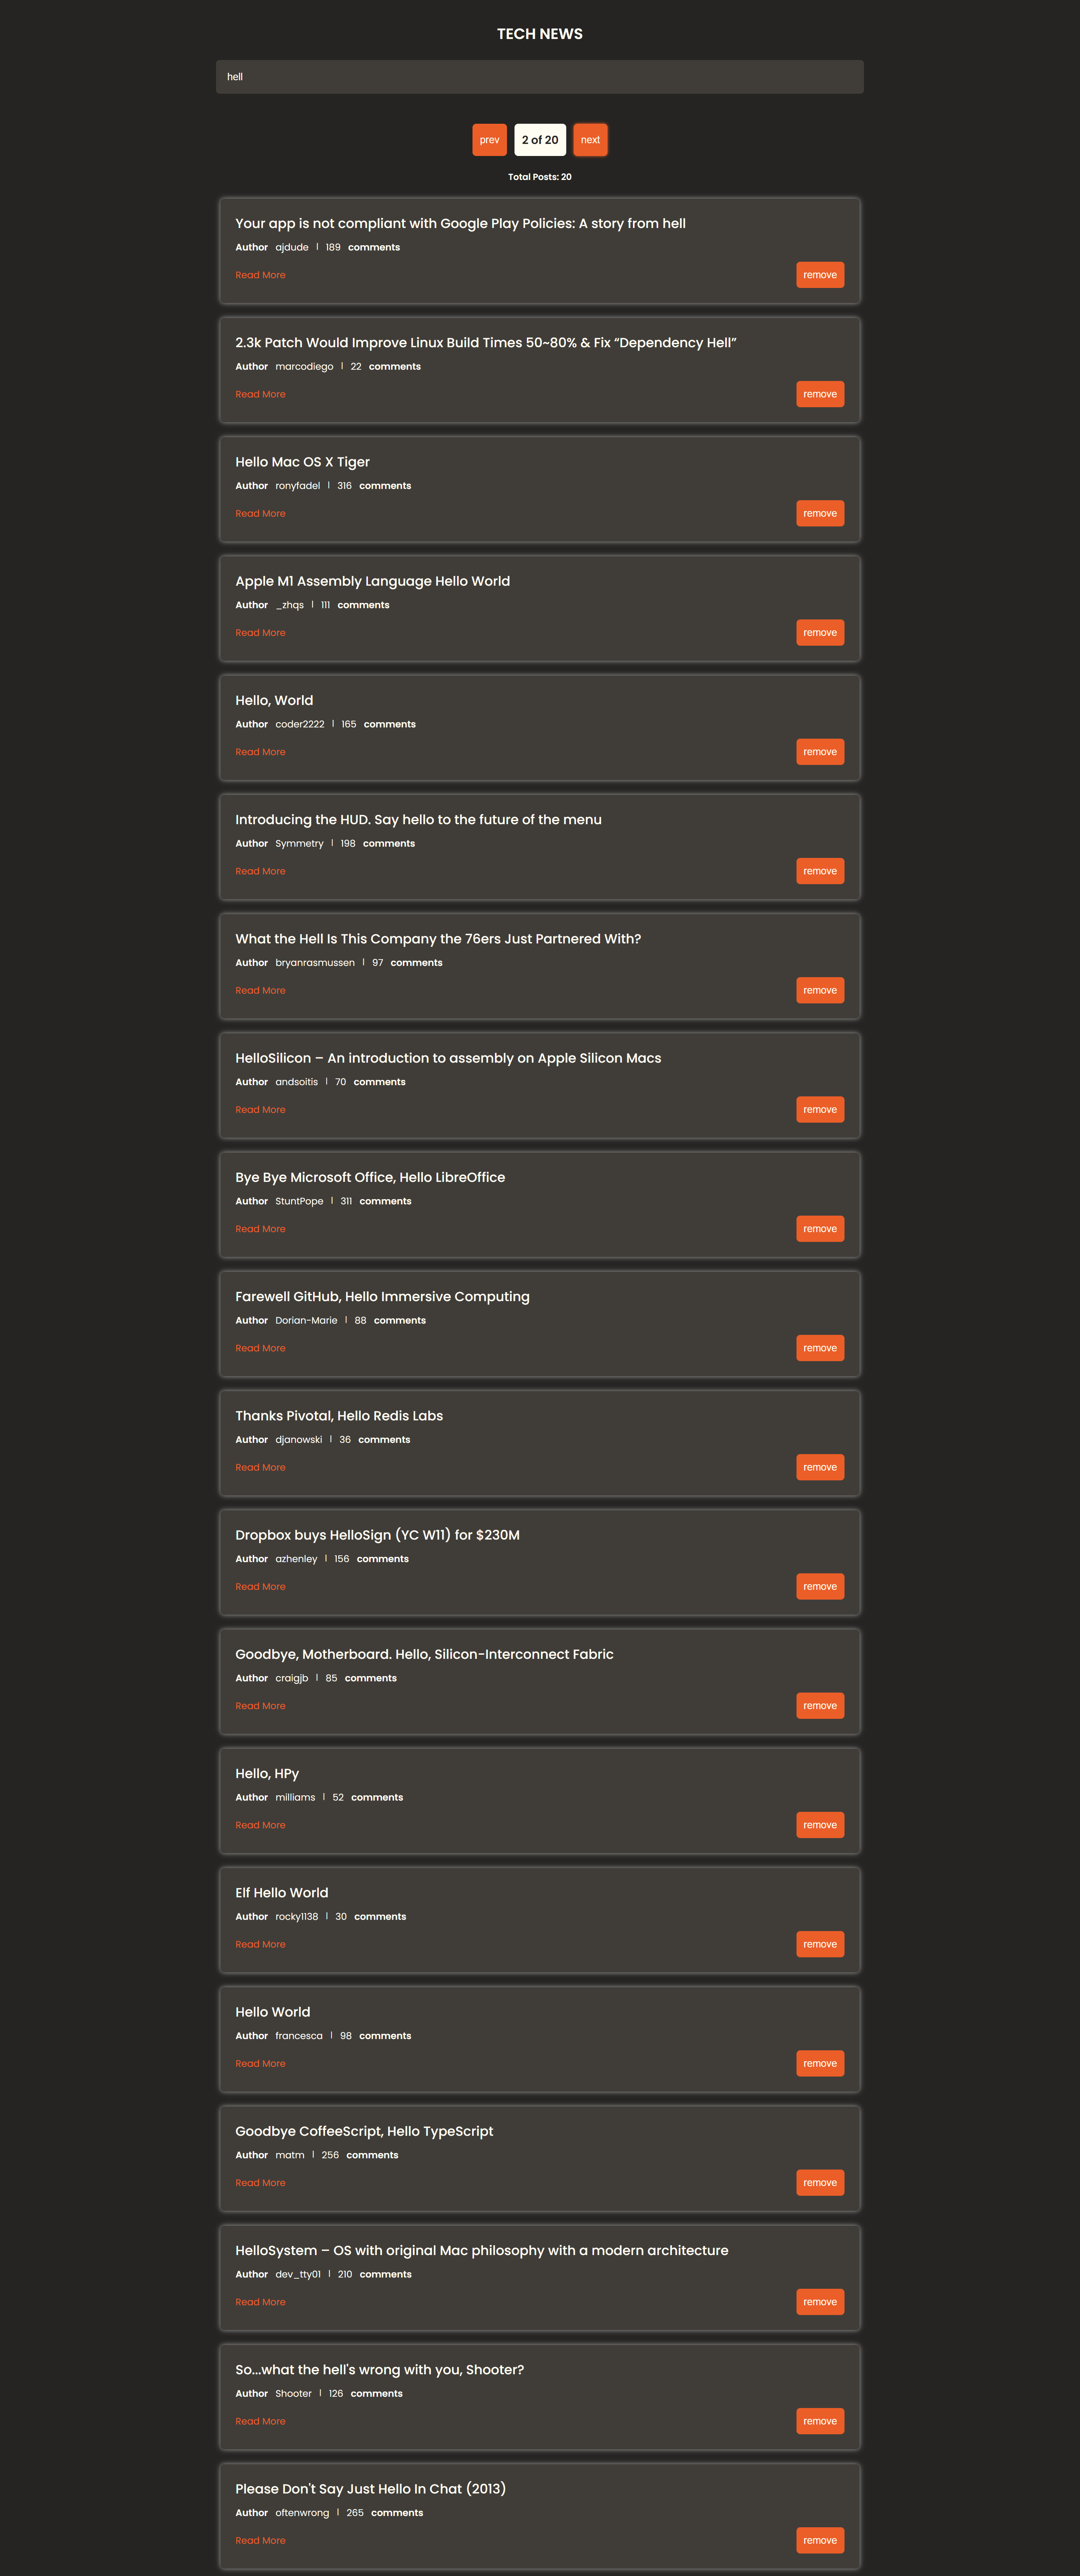 TECH NEWS
hell
prev 2 of 20 next
Total Posts: 20
Your app is not compliant with Google Play Policies: A story from hell
Author ajdude | 189 comments
Read More remove
2.3k Patch Would Improve Linux Build Times 50~80% & Fix “Dependency Hell”
Author marcodiego | 22 comments
Read More remove
Hello Mac OS X Tiger
Author ronyfadel | 316 comments
Read More remove
Apple M1 Assembly Language Hello World
Author _zhqs | 111 comments
Read More remove
Hello, World
Author coder2222 | 165 comments
Read More remove
Introducing the HUD. Say hello to the future of the menu
Author Symmetry | 198 comments
Read More remove
What the Hell Is This Company the 76ers Just Partnered With?
Author bryanrasmussen | 97 comments
Read More remove
HelloSilicon – An introduction to assembly on Apple Silicon Macs
Author andsoitis | 70 comments
Read More remove
Bye Bye Microsoft Office, Hello LibreOffice
Author StuntPope | 311 comments
Read More remove
Farewell GitHub, Hello Immersive Computing
Author Dorian-Marie | 88 comments
Read More remove
Thanks Pivotal, Hello Redis Labs
Author djanowski | 36 comments
Read More remove
Dropbox buys HelloSign (YC W11) for $230M
Author azhenley | 156 comments
Read More remove
Goodbye, Motherboard. Hello, Silicon-Interconnect Fabric
Author craigjb | 85 comments
Read More remove
Hello, HPy
Author milliams | 52 comments
Read More remove
Elf Hello World
Author rocky1138 | 30 comments
Read More remove
Hello World
Author francesca | 98 comments
Read More remove
Goodbye CoffeeScript, Hello TypeScript
Author matm | 256 comments
Read More remove
HelloSystem – OS with original Mac philosophy with a modern architecture
Author dev_tty01 | 210 comments
Read More remove
So...what the hell's wrong with you, Shooter?
Author Shooter | 126 comments
Read More remove
Please Don't Say Just Hello In Chat (2013)
Author oftenwrong | 265 comments
Read More remove